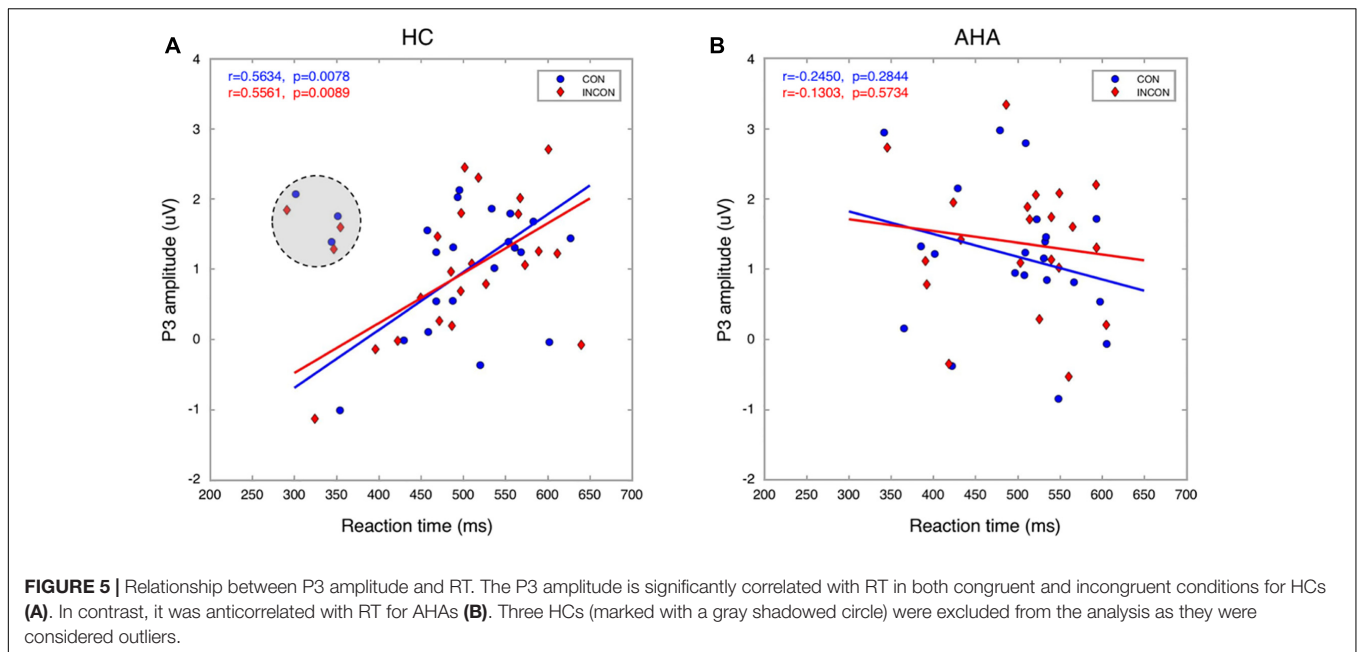 A
HC
r=0.5634, p=0.0078
r=0.5561, p=0.0089
CON
INCON
4
3
2
1
0
-1
-2
P3 amplitude (uV)
200 250 300 350 400 450 500 550 600 650 700
Reaction time (ms)
B
AHA
r=-0.2450, p=0.2844
r=-0.1303, p=0.5734
CON
INCON
4
3
2
1
0
-1
-2
P3 amplitude (uV)
200 250 300 350 400 450 500 550 600 650 700
Reaction time (ms)
FIGURE 5 | Relationship between P3 amplitude and RT. The P3 amplitude is significantly correlated with RT in both congruent and incongruent conditions for HCs
(A). In contrast, it was anticorrelated with RT for AHAs (B). Three HCs (marked with a gray shadowed circle) were excluded from the analysis as they were
considered outliers.